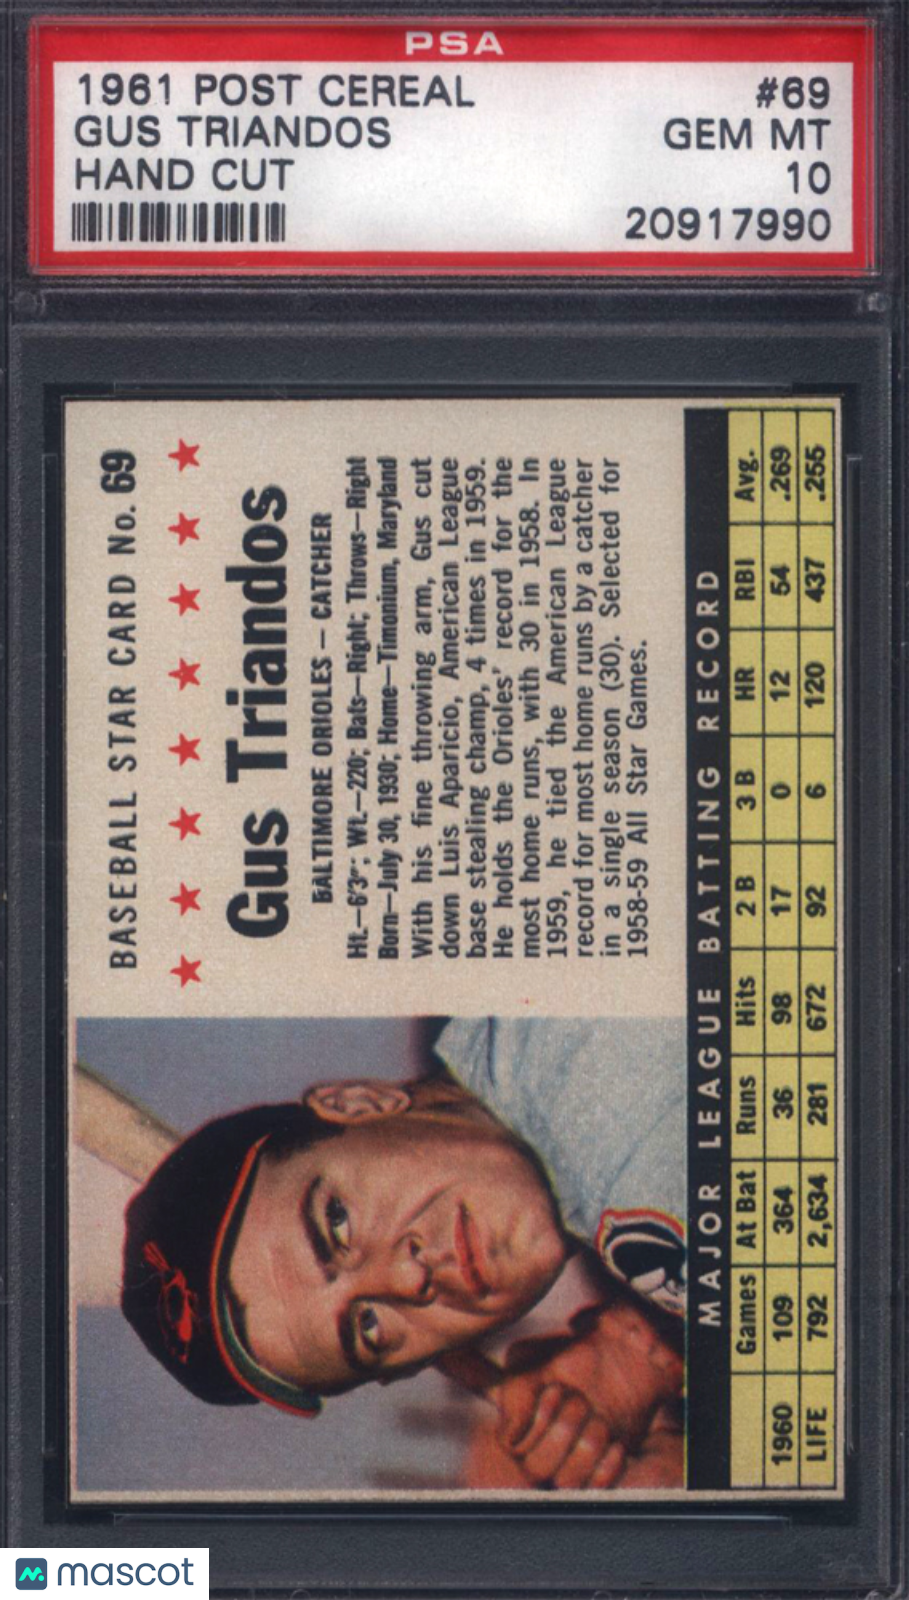 PSA
1961 POST CEREAL #69
GUS TRIANDOS GEM MT
HAND CUT 10
20917990
BASEBALL STAR CARD No. 69
Gus Triandos
BALTIMORE ORIOLES — CATCHER
Ht.—6'3"; Wt.—220; Bats—Right; Throws—Right
Born—July 30, 1930; Home—Timonium, Maryland
With his fine throwing arm, Gus cut
down Luis Aparicio, American League
base stealing champ, 4 times in 1959.
He holds the Orioles' record for the
most home runs, with 30 in 1958. In
1959, he tied the American League
record for most home runs by a catcher
in a single season (30). Selected for
1958-59 All Star Games.
MAJOR LEAGUE BATTING RECORD
Games At Bat Runs Hits 2 B 3 B HR RBI Avg.
1960 109 364 36 98 17 0 12 54 .269
LIFE 792 2,634 281 672 92 6 120 437 .255
mascot